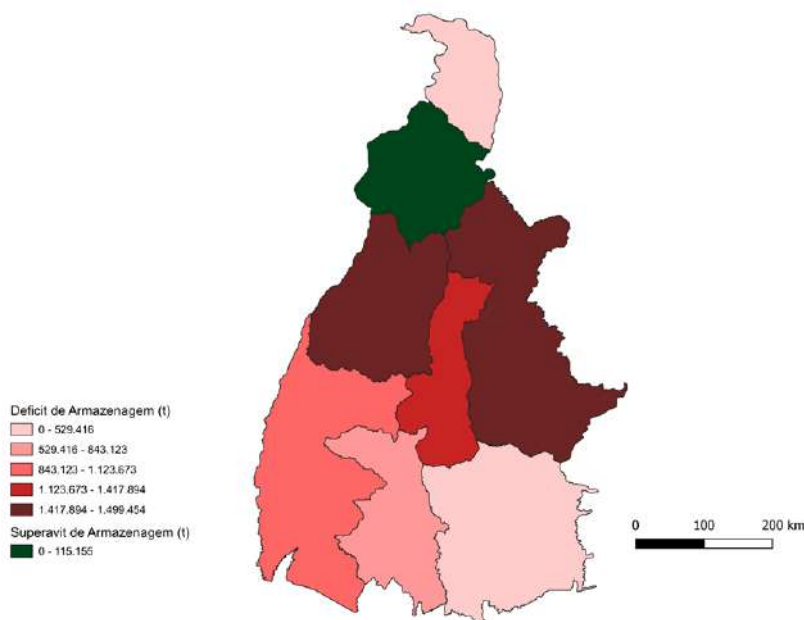 Deficit de Armazenagem (t)
0 - 529.416
529.416 - 843.123
843.123 - 1.123.673
1.123.673 - 1.417.894
1.417.894 - 1.499.454
Superavit de Armazenagem (t)
0 - 115.155
0 100 200 km